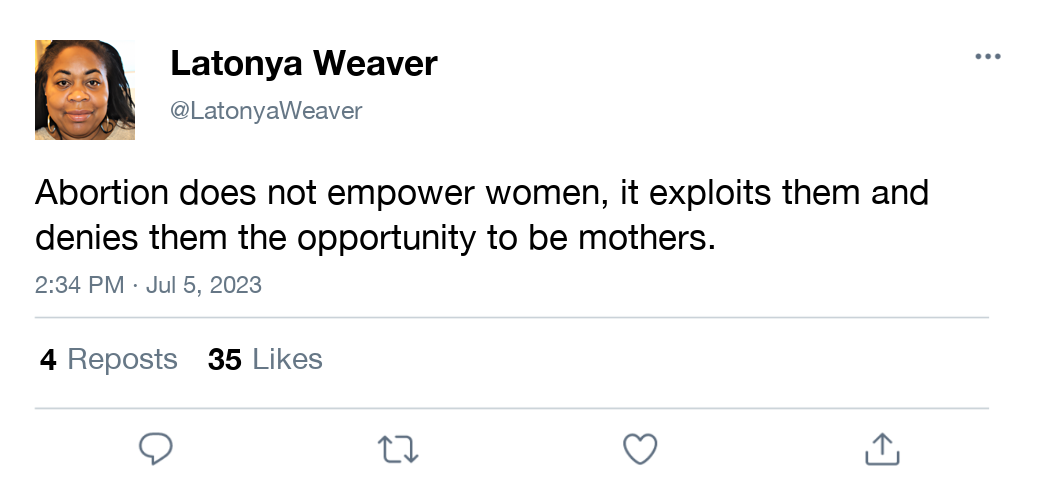 Latonya Weaver
@LatonyaWeaver
Abortion does not empower women, it exploits them and
denies them the opportunity to be mothers.
2:34 PM · Jul 5, 2023
4 Reposts 35 Likes